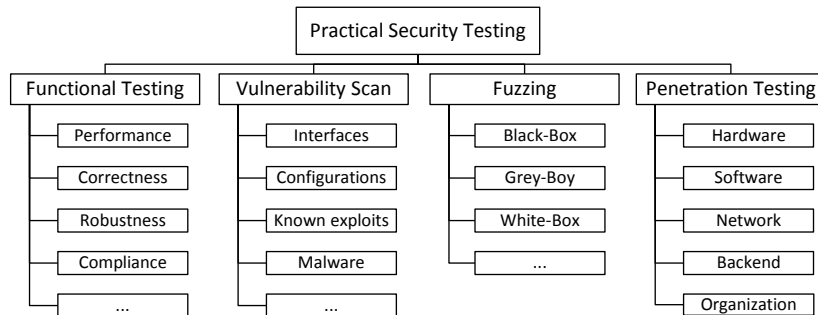 Practical Security Testing
Functional Testing
Performance
Correctness
Robustness
Compliance
...
Vulnerability Scan
Interfaces
Configurations
Known exploits
Malware
...
Fuzzing
Black-Box
Grey-Boy
White-Box
...
Penetration Testing
Hardware
Software
Network
Backend
Organization